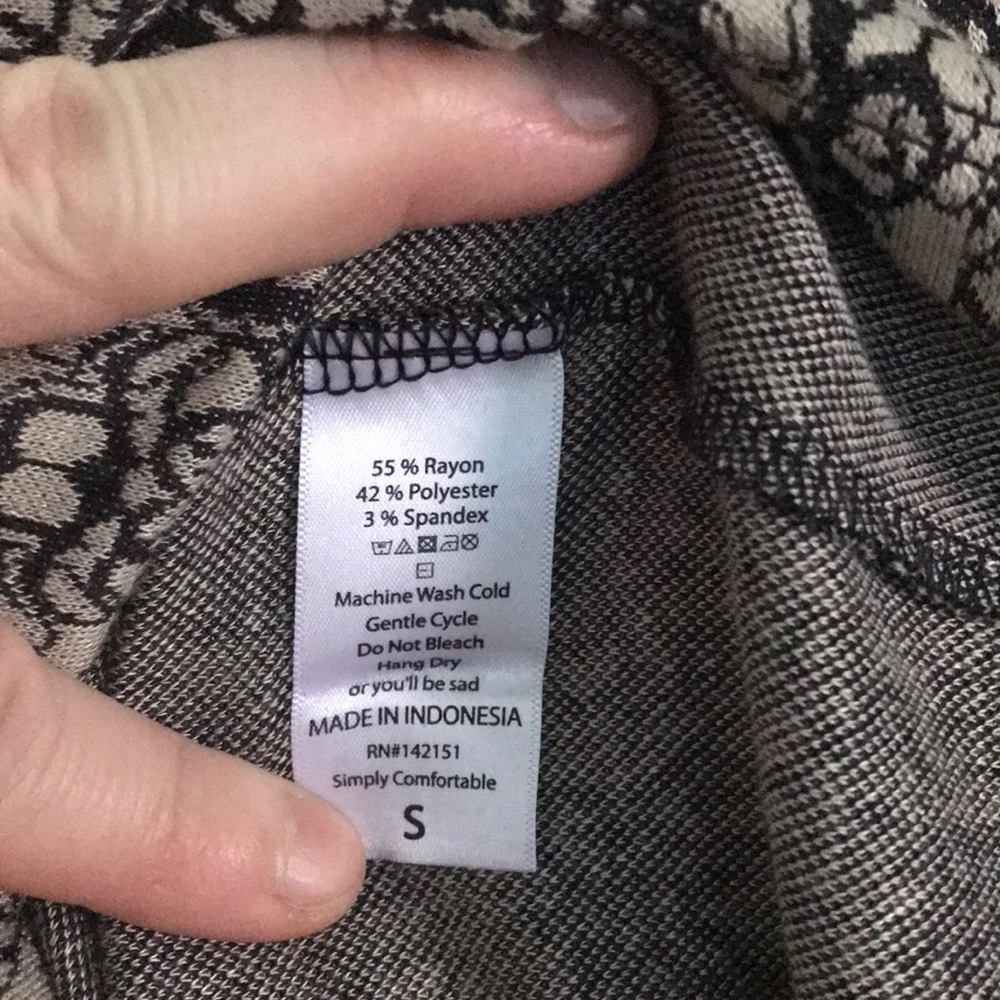 55 % Rayon
42 % Polyester
3 % Spandex
Machine Wash Cold
Gentle Cycle
Do Not Bleach
Hang Dry
or you'll be sad
MADE IN INDONESIA
RN#142151
Simply Comfortable
S